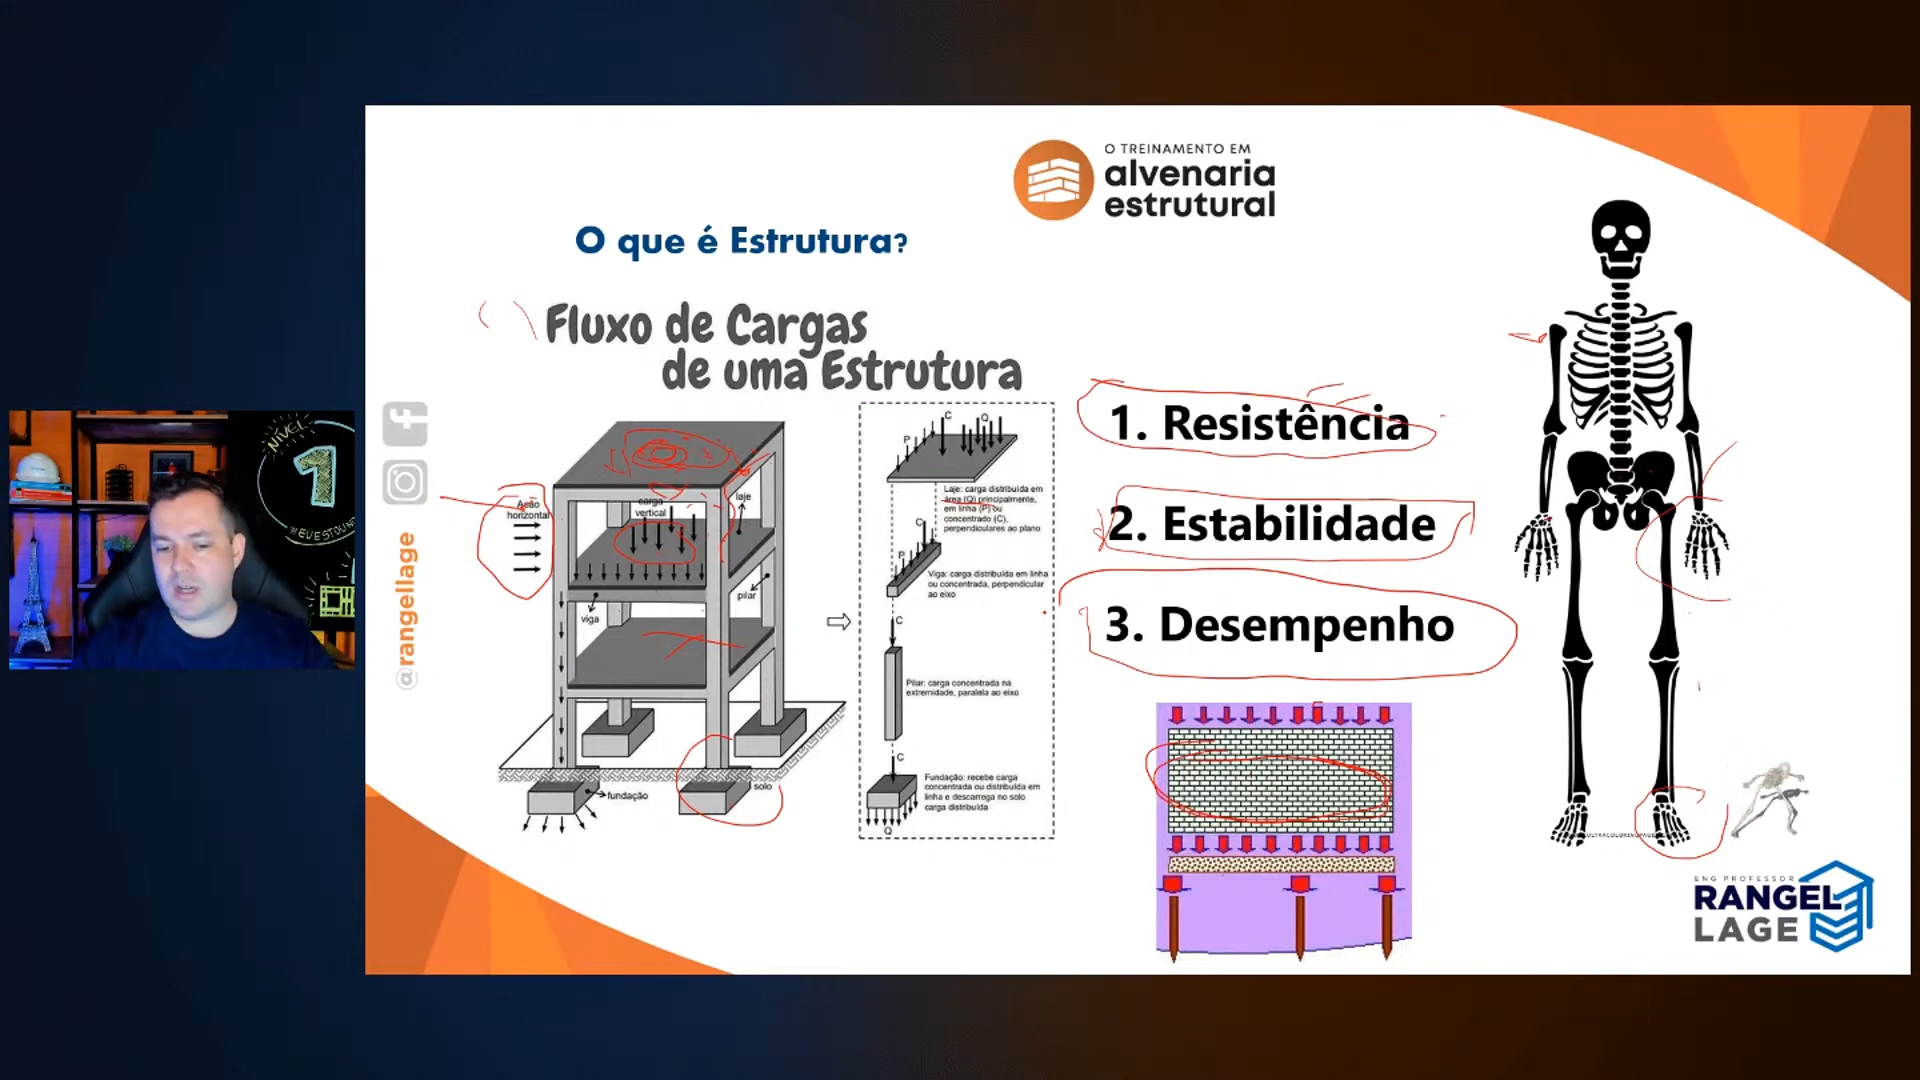 O TREINAMENTO EM
alvenaria
estrutural
O que é Estrutura?
Fluxo de Cargas
de uma Estrutura
1. Resistência
2. Estabilidade
3. Desempenho
Ação
horizontal
carga
vertical
laje
viga
pilar
fundação
solo
C
Q
P
Laje: carga distribuída em
área (Q) principalmente,
em linha (P) ou
concentrado (C),
perpendiculares ao plano
C
P
Viga: carga distribuída em linha
ou concentrada, perpendicular
ao eixo
C
Pilar: carga concentrada na
extremidade, paralela ao eixo
C
Fundação: recebe carga
concentrada ou distribuída em
linha e descarrega no solo
carga distribuída
Q
@rangellage
NÍVEL
1
ENG PROFESSOR
RANGEL
LAGE